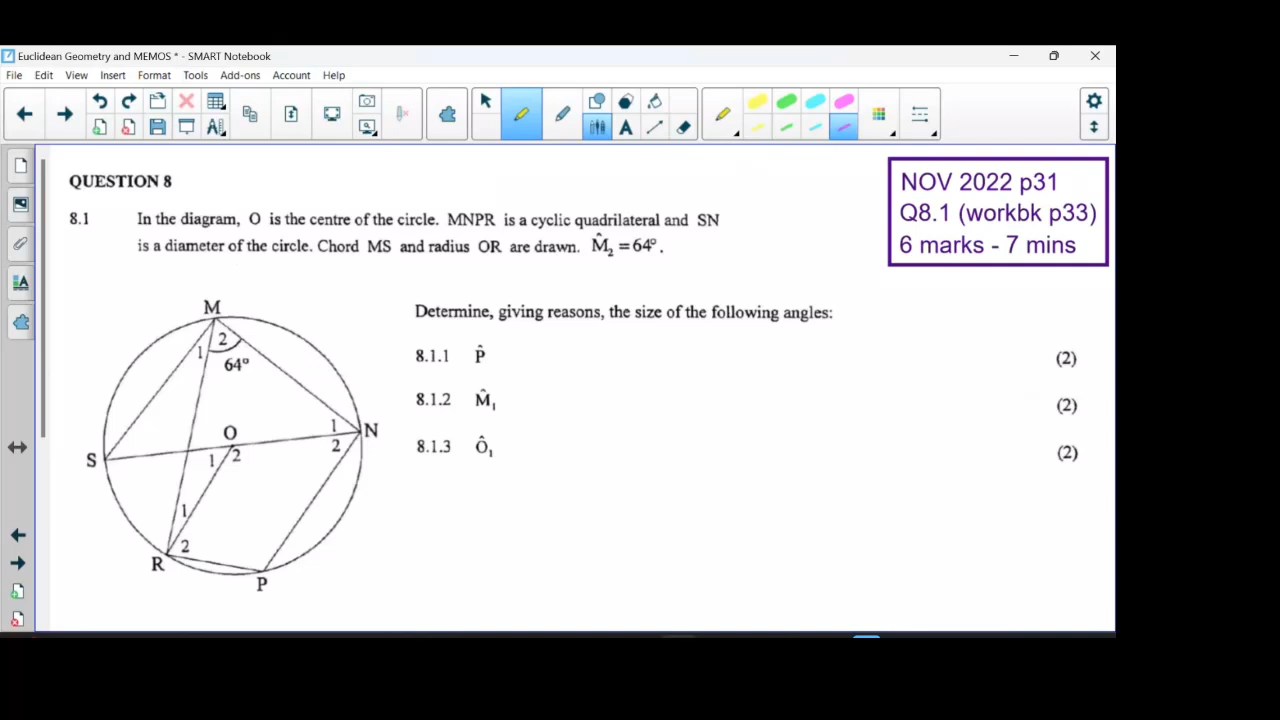 Euclidean Geometry and MEMOS * - SMART Notebook
File Edit View Insert Format Tools Add-ons Account Help
NOV 2022 p31
Q8.1 (workbk p33)
6 marks - 7 mins
QUESTION 8
8.1 In the diagram, O is the centre of the circle. MNPR is a cyclic quadrilateral and SN
is a diameter of the circle. Chord MS and radius OR are drawn. M̂₂ = 64°.
M
1 2
64°
O
1
N
S
1 2
2
1
2
R
P
Determine, giving reasons, the size of the following angles:
8.1.1 P̂ (2)
8.1.2 M̂₁ (2)
8.1.3 Ô₁ (2)